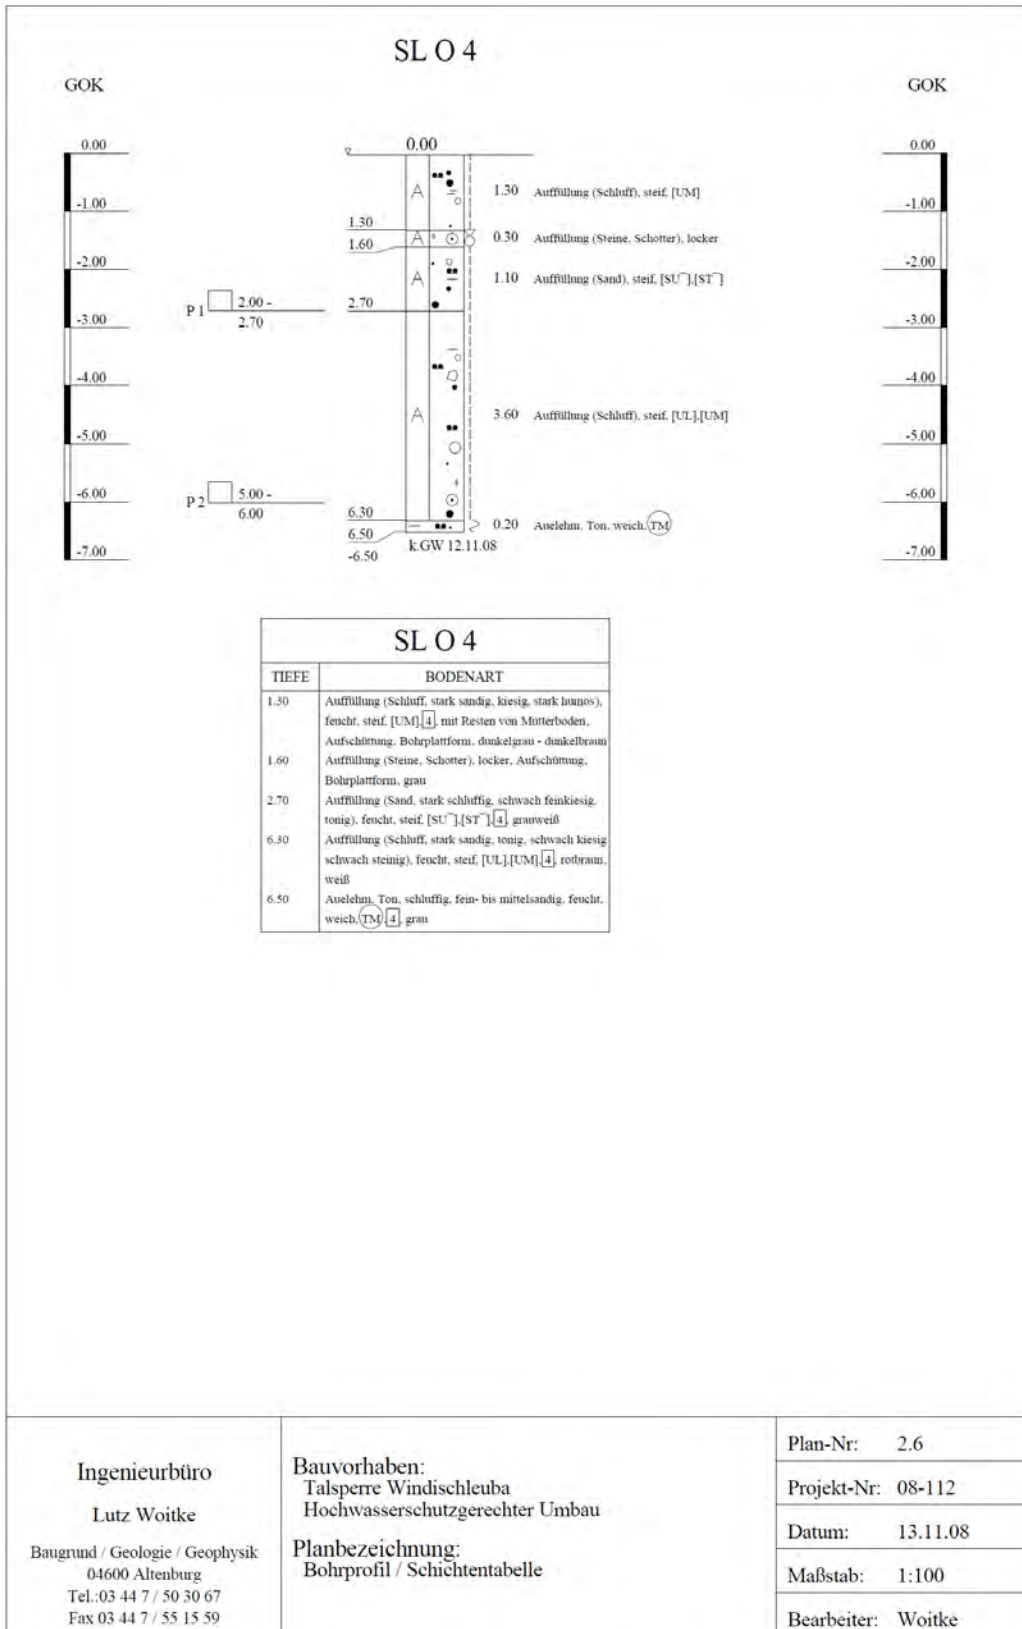 SL O 4
GOK
GOK
0.00
-1.00
-2.00
-3.00
-4.00
-5.00
-6.00
-7.00
P 1
2.00 -
2.70
P 2
5.00 -
6.00
0.00
1.30
1.60
2.70
6.30
6.50
-6.50
A
A
A
A
k.GW 12.11.08
1.30 Auffüllung (Schluff), steif, [UM]
0.30 Auffüllung (Steine, Schotter), locker
1.10 Auffüllung (Sand), steif, [SU¯],[ST¯]
3.60 Auffüllung (Schluff), steif, [UL],[UM]
0.20 Auelehm, Ton, weich, TM
0.00
-1.00
-2.00
-3.00
-4.00
-5.00
-6.00
-7.00
SL O 4
TIEFE BODENART
1.30 Auffüllung (Schluff, stark sandig, kiesig, stark humos),
feucht, steif, [UM], 4, mit Resten von Mutterboden,
Aufschüttung, Bohrplattform, dunkelgrau - dunkelbraun
1.60 Auffüllung (Steine, Schotter), locker, Aufschüttung,
Bohrplattform, grau
2.70 Auffüllung (Sand, stark schluffig, schwach feinkiesig,
tonig), feucht, steif, [SU¯],[ST¯], 4, grauweiß
6.30 Auffüllung (Schluff, stark sandig, tonig, schwach kiesig
schwach steinig), feucht, steif, [UL],[UM], 4, rotbraun,
weiß
6.50 Auelehm, Ton, schluffig, fein- bis mittelsandig, feucht,
weich, TM, 4, grau
Ingenieurbüro
Lutz Woitke
Baugrund / Geologie / Geophysik
04600 Altenburg
Tel.:03 44 7 / 50 30 67
Fax 03 44 7 / 55 15 59
Bauvorhaben:
Talsperre Windischleuba
Hochwasserschutzgerechter Umbau
Planbezeichnung:
Bohrprofil / Schichtentabelle
Plan-Nr: 2.6
Projekt-Nr: 08-112
Datum: 13.11.08
Maßstab: 1:100
Bearbeiter: Woitke